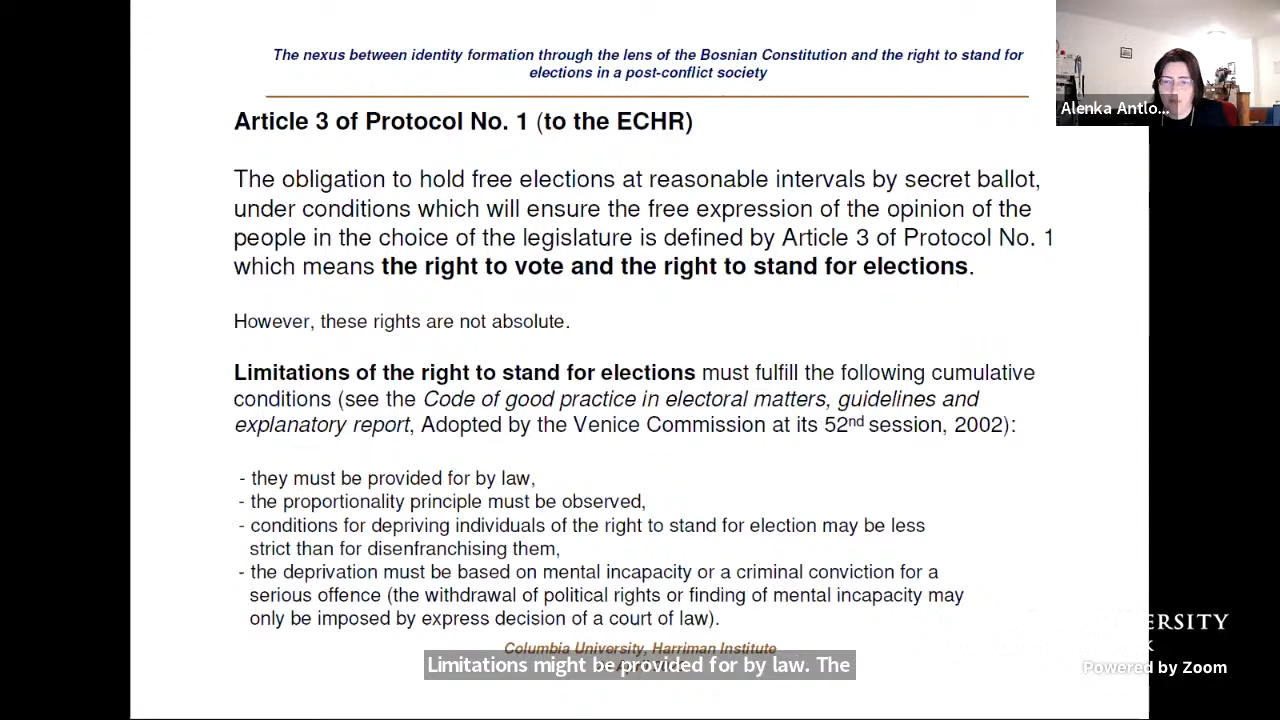 The nexus between identity formation through the lens of the Bosnian Constitution and the right to stand for
elections in a post-conflict society
Alenka Antlo...
Article 3 of Protocol No. 1 (to the ECHR)
The obligation to hold free elections at reasonable intervals by secret ballot,
under conditions which will ensure the free expression of the opinion of the
people in the choice of the legislature is defined by Article 3 of Protocol No. 1
which means the right to vote and the right to stand for elections.
However, these rights are not absolute.
Limitations of the right to stand for elections must fulfill the following cumulative
conditions (see the Code of good practice in electoral matters, guidelines and
explanatory report, Adopted by the Venice Commission at its 52nd session, 2002):
- they must be provided for by law,
- the proportionality principle must be observed,
- conditions for depriving individuals of the right to stand for election may be less
strict than for disenfranchising them,
- the deprivation must be based on mental incapacity or a criminal conviction for a
serious offence (the withdrawal of political rights or finding of mental incapacity may
only be imposed by express decision of a court of law).
Columbia University, Harriman Institute
Limitations might be provided for by law. The
ERSITY
K
Powered by Zoom